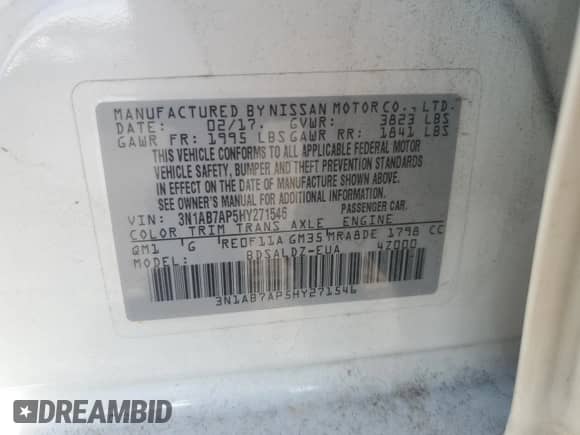 MANUFACTURED BY NISSAN MOTOR CO., LTD.
DATE: 02/17. GVWR: 3823 LBS
GAWR FR: 1995 LBS GAWR RR: 1841 LBS
THIS VEHICLE CONFORMS TO ALL APPLICABLE FEDERAL MOTOR
VEHICLE SAFETY, BUMPER AND THEFT PREVENTION STANDARDS
IN EFFECT ON THE DATE OF MANUFACTURE SHOWN ABOVE.
SEE OWNER'S MANUAL FOR ADDITIONAL INFORMATION.
VIN: 3N1AB7AP5HY271546 PASSENGER CAR.
COLOR TRIM TRANS AXLE ENGINE
QM1 G RE0F11A GM35 MRA8DE 1798 CC
MODEL: BDSALDZ-EUA 47000
3N1AB7AP5HY271546
DREAMBID